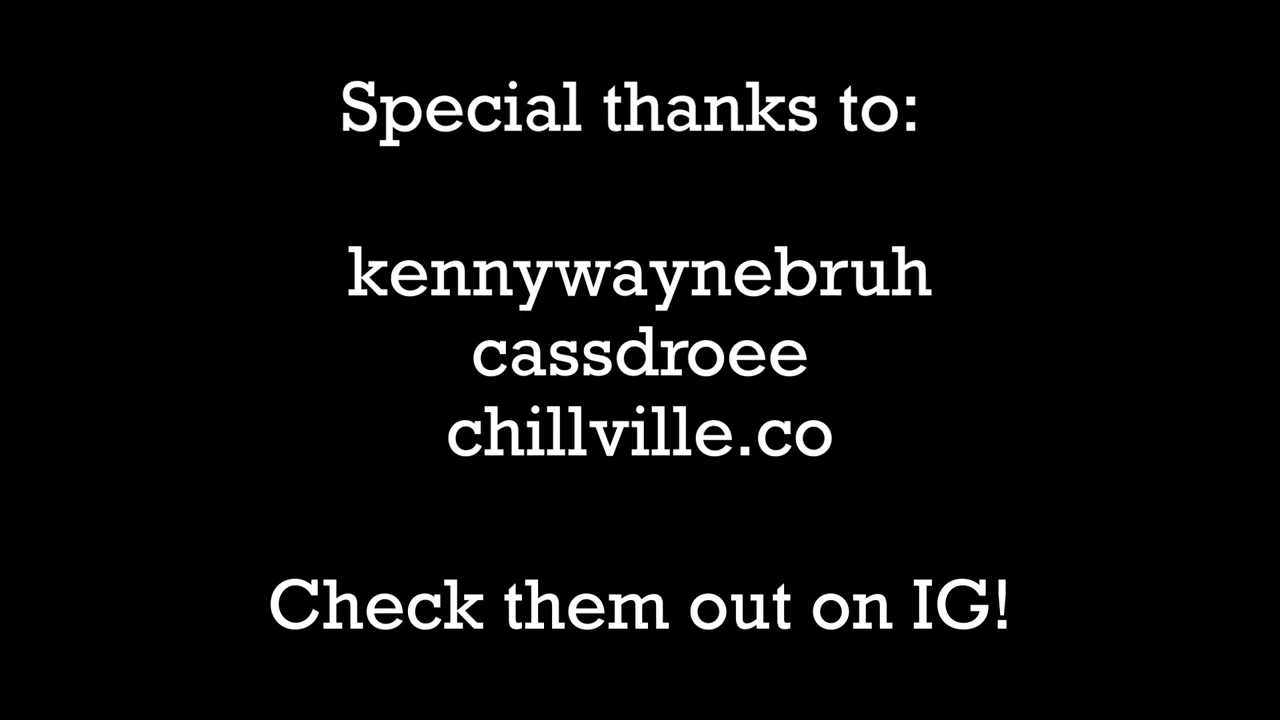 Special thanks to:
kennywaynebruh
cassdroee
chillville.co
Check them out on IG!